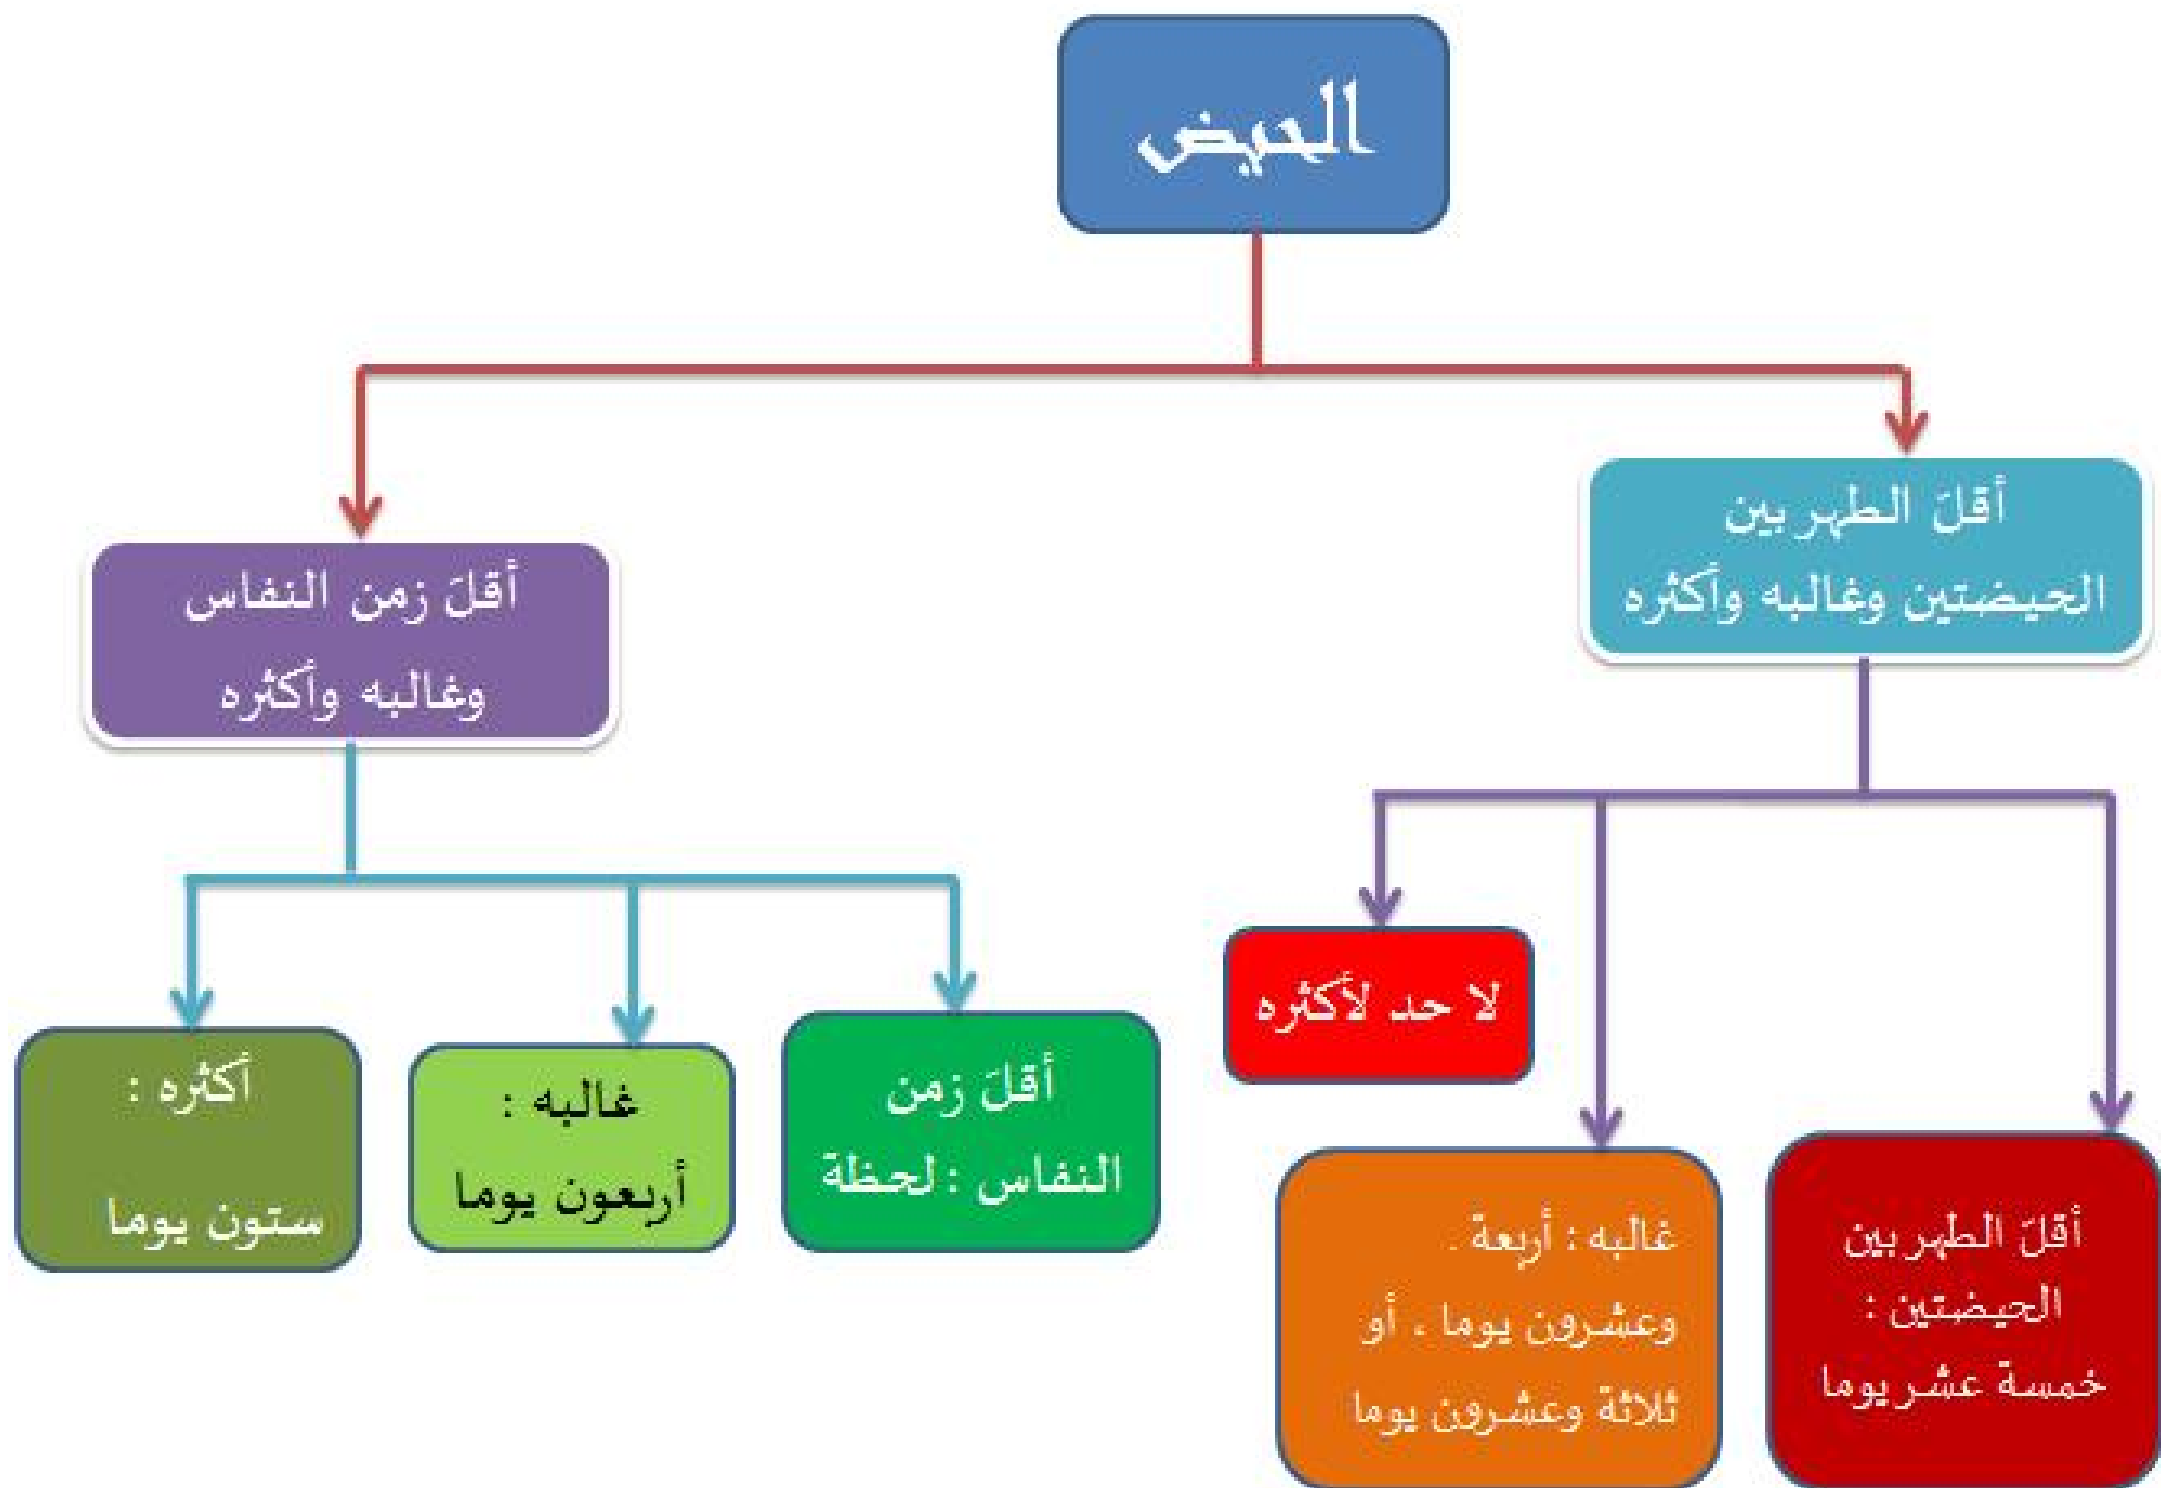 الحيض
أقلَ الطهر بين
الحيضتين وغالبه وأكثره
أقلَ زمن النفاس
وغالبه وأكثره
أقلَ الطهر بين
الحيضتين :
خمسة عشر يوما
غالبه : أربعة .
وعشرون يوما ، أو
ثلاثة وعشرون يوما
لا حد لأكثره
أقلَ زمن
النفاس : لحظة
غالبه :
أربعون يوما
أكثره :
ستون يوما